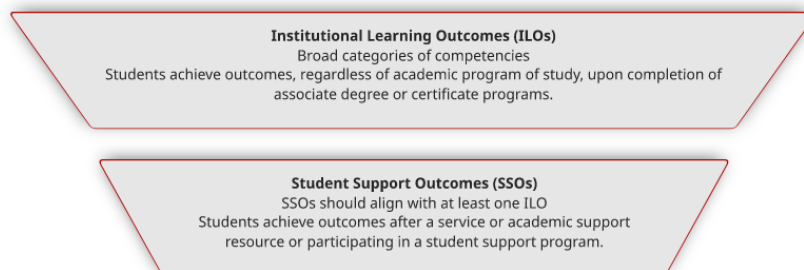 Institutional Learning Outcomes (ILOs)
Broad categories of competencies
Students achieve outcomes, regardless of academic program of study, upon completion of
associate degree or certificate programs.
Student Support Outcomes (SSOs)
SSOs should align with at least one ILO
Students achieve outcomes after a service or academic support
resource or participating in a student support program.